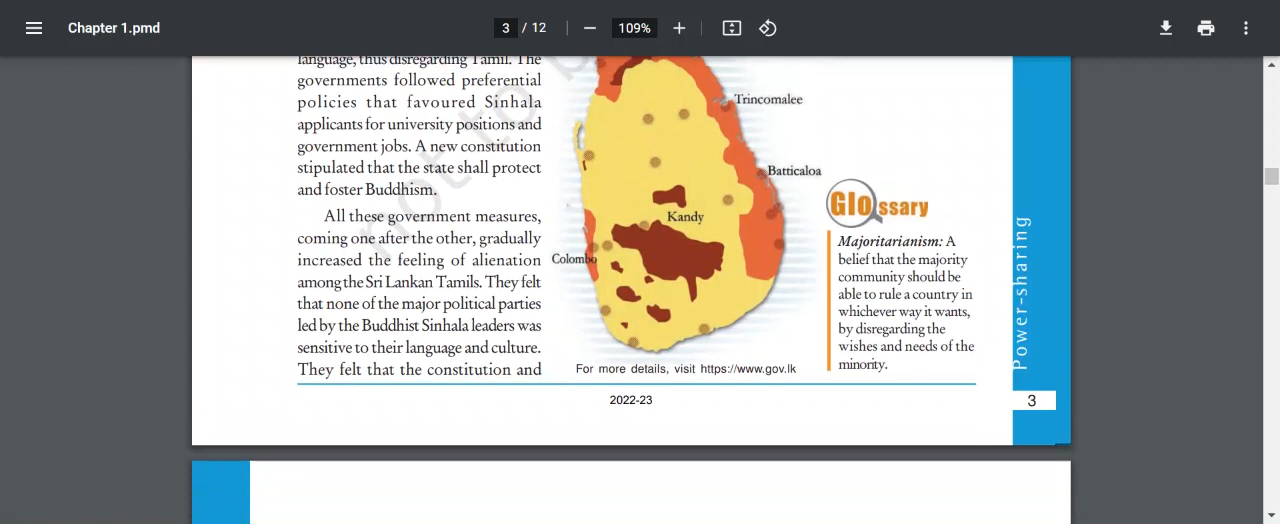 Chapter 1.pmd
3 / 12
109%
language, thus disregarding Tamil. The
governments followed preferential
policies that favoured Sinhala
applicants for university positions and
government jobs. A new constitution
stipulated that the state shall protect
and foster Buddhism.
All these government measures,
coming one after the other, gradually
increased the feeling of alienation
among the Sri Lankan Tamils. They felt
that none of the major political parties
led by the Buddhist Sinhala leaders was
sensitive to their language and culture.
They felt that the constitution and
not to b
Trincomalee
Batticaloa
Kandy
Colombo
For more details, visit https://www.gov.lk
Glossary
Majoritarianism: A
belief that the majority
community should be
able to rule a country in
whichever way it wants,
by disregarding the
wishes and needs of the
minority.
Power-sharing
2022-23
3